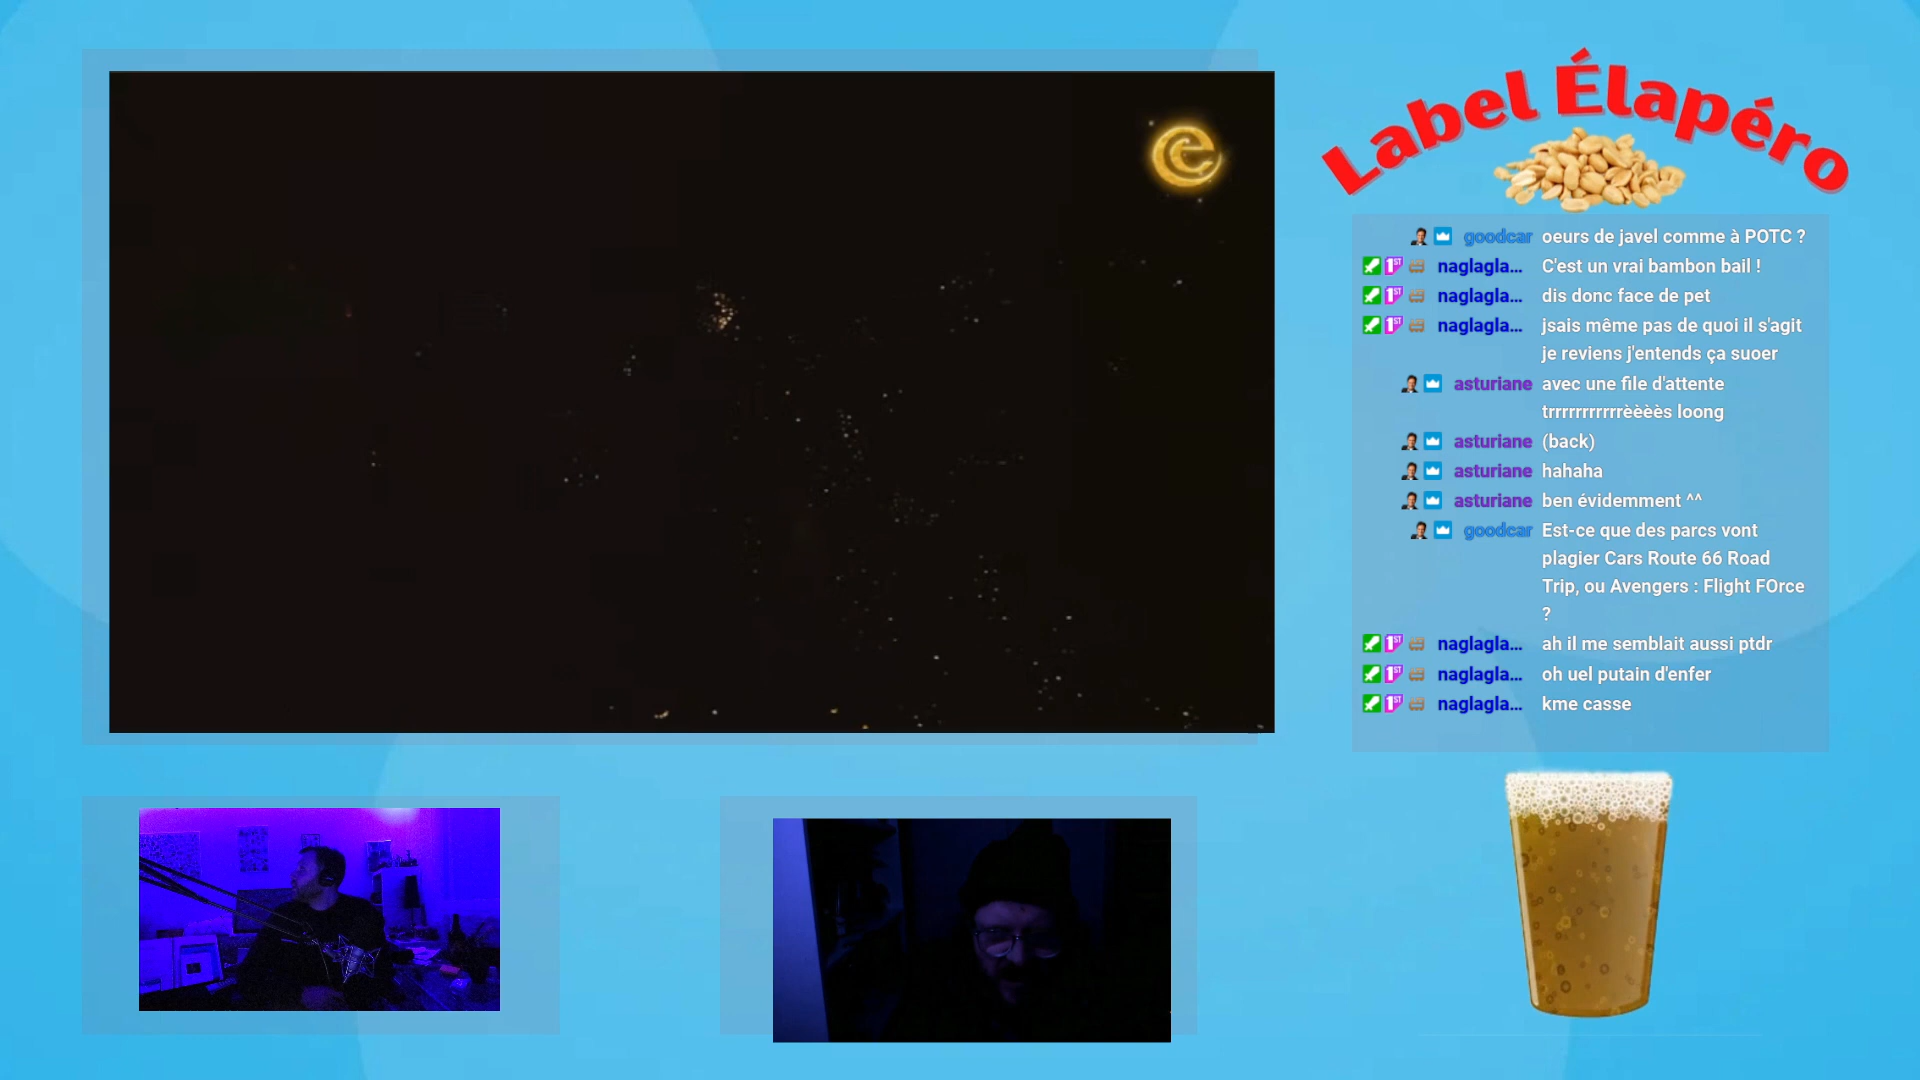 Label Élapéro
goodcar oeurs de javel comme à POTC ?
naglagla... C'est un vrai bambon bail !
naglagla... dis donc face de pet
naglagla... jsais même pas de quoi il s'agit
je reviens j'entends ça suoer
asturiane avec une file d'attente
trrrrrrrrrrrèèèès loong
asturiane (back)
asturiane hahaha
asturiane ben évidemment ^^
goodcar Est-ce que des parcs vont
plagier Cars Route 66 Road
Trip, ou Avengers : Flight FOrce
?
naglagla... ah il me semblait aussi ptdr
naglagla... oh uel putain d'enfer
naglagla... kme casse